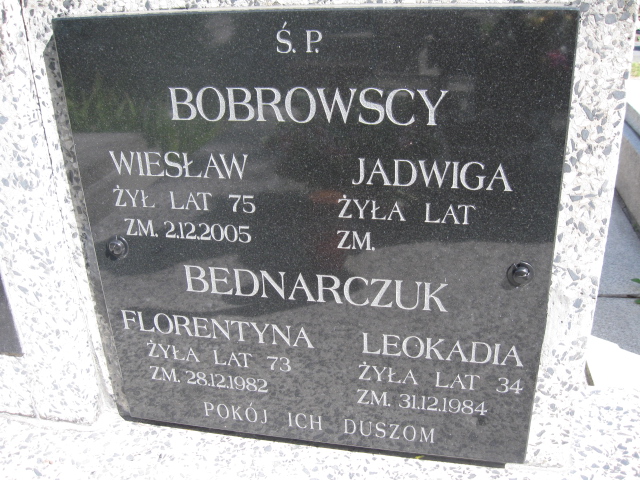 Ś. P.
BOBROWSCY
WIESŁAW
ŻYŁ LAT 75
ZM. 2.12.2005
JADWIGA
ŻYŁA LAT
ZM.
BEDNARCZUK
FLORENTYNA
ŻYŁA LAT 73
ZM. 28.12.1982
LEOKADIA
ŻYŁA LAT 34
ZM. 31.12.1984
POKÓJ ICH DUSZOM